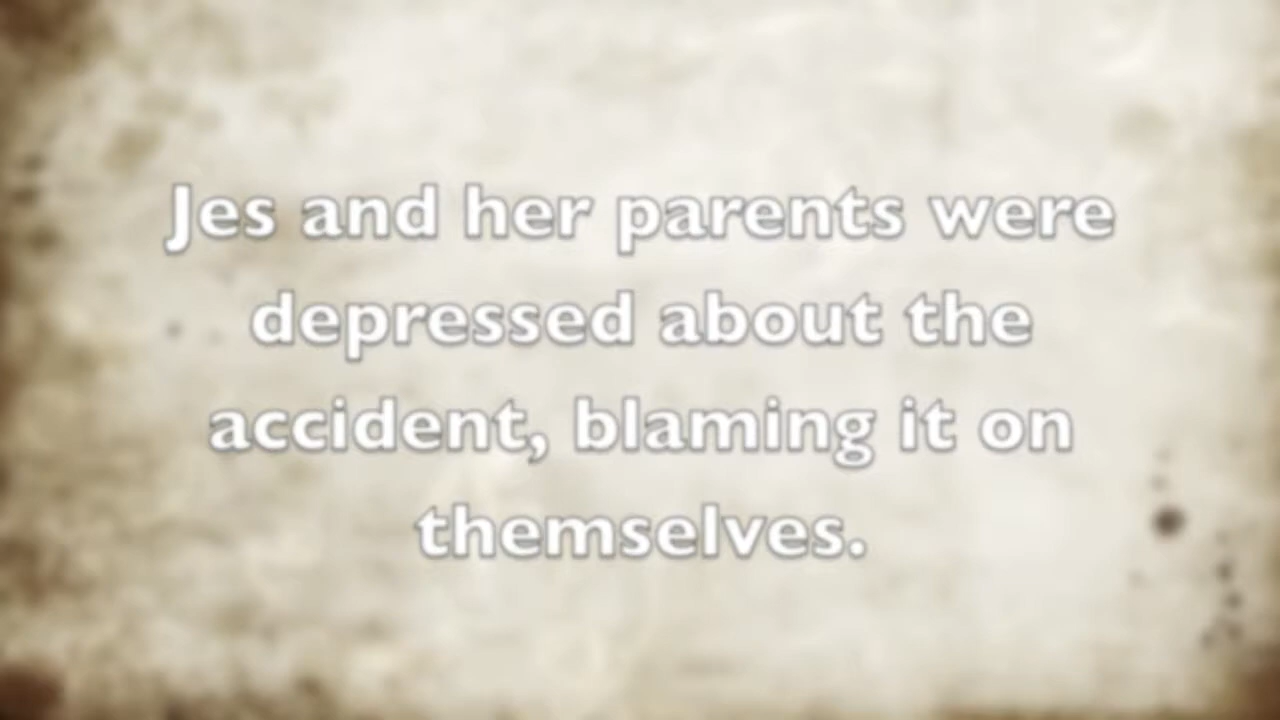 Jes and her parents were
depressed about the
accident, blaming it on
themselves.